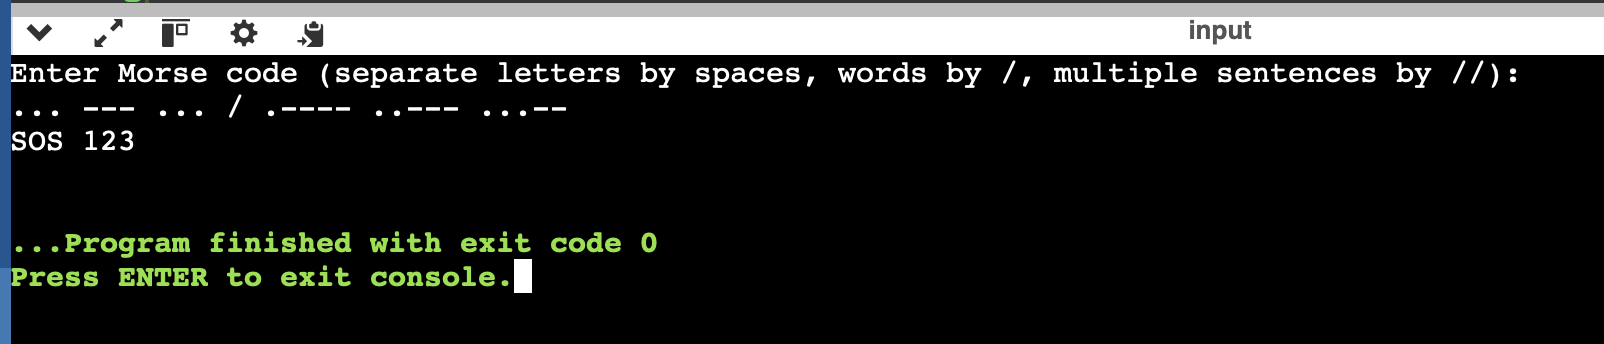 input
Enter Morse code (separate letters by spaces, words by /, multiple sentences by //):
... --- ... / .---- ..--- ...--
SOS 123
...Program finished with exit code 0
Press ENTER to exit console.